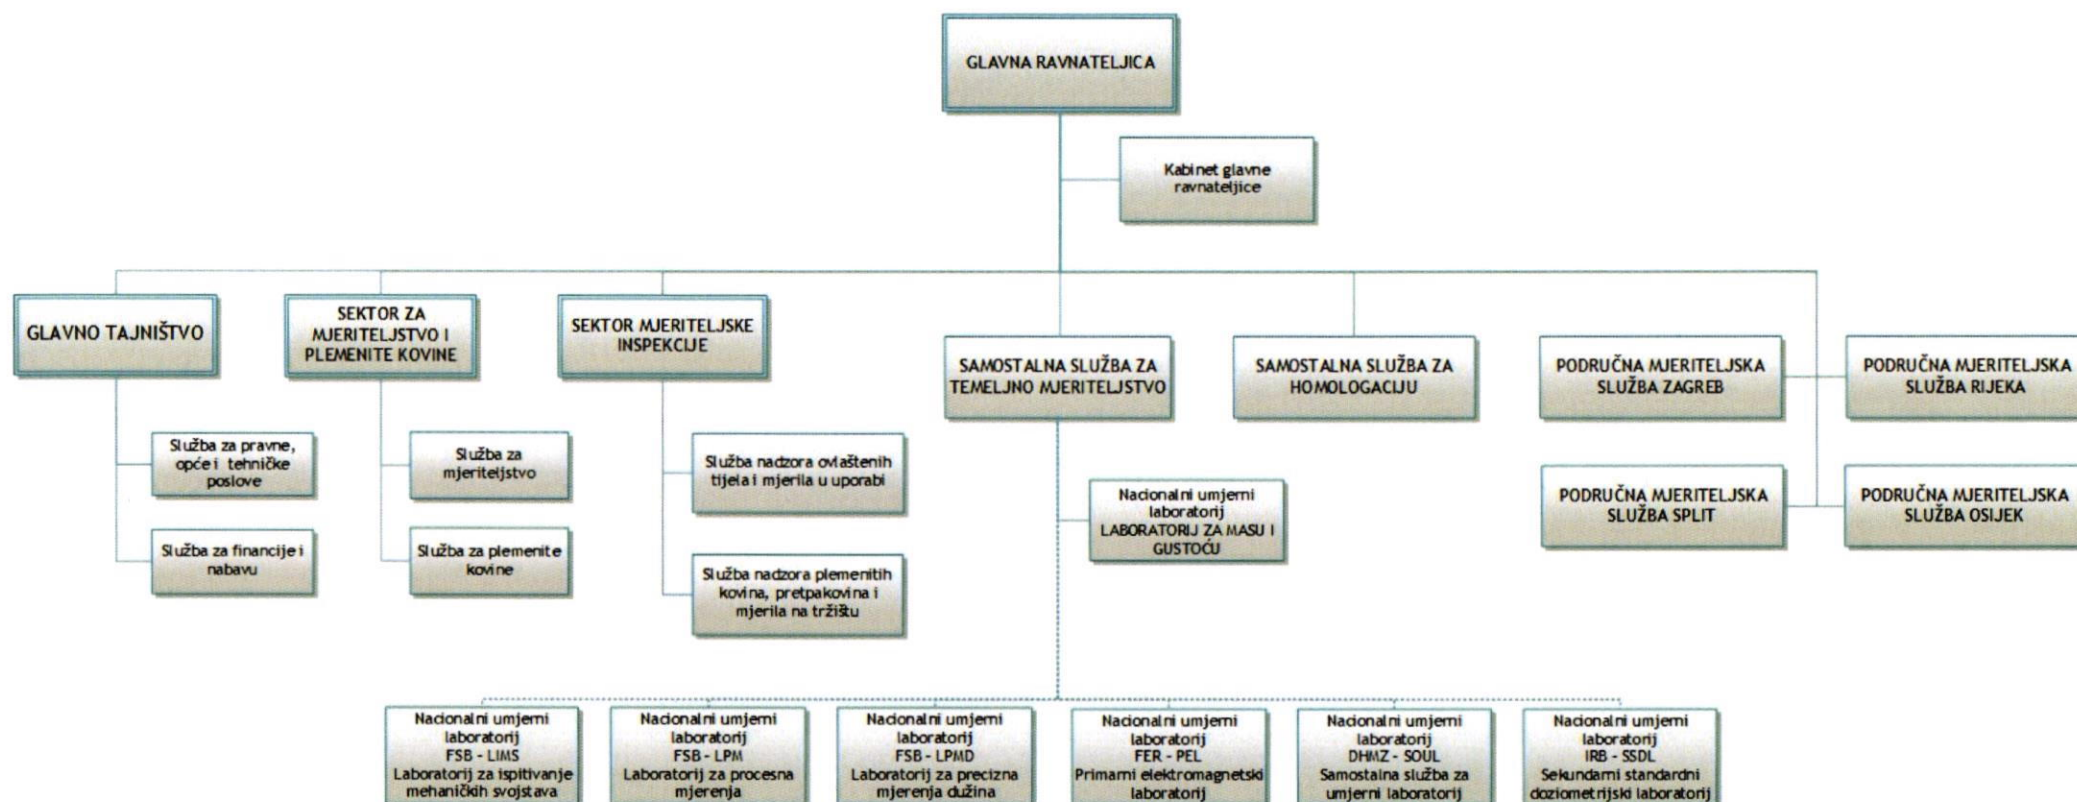 GLAVNA RAVNATELJICA
Kabinet glavne
ravnateljice
GLAVNO TAJNIŠTVO
SEKTOR ZA
MJERITELJSTVO I
PLEMENITE KOVINE
SEKTOR MJERITELJSKE
INSPEKCIJE
SAMOSTALNA SLUŽBA ZA
TEMELJNO MJERITELJSTVO
SAMOSTALNA SLUŽBA ZA
HOMOLOGACIJU
PODRUČNA MJERITELJSKA
SLUŽBA ZAGREB
PODRUČNA MJERITELJSKA
SLUŽBA RIJEKA
Služba za pravne,
opće i tehničke
poslove
Služba za
mjeriteljstvo
Služba nadzora ovlaštenih
tijela i mjerila u uporabi
Nacionalni umjerni
laboratorij
LABORATORIJ ZA MASU I
GUSTOĆU
PODRUČNA MJERITELJSKA
SLUŽBA SPLIT
PODRUČNA MJERITELJSKA
SLUŽBA OSIJEK
Služba za financije i
nabavu
Služba za plemenite
kovine
Služba nadzora plemenitih
kovina, pretpakovina i
mjerila na tržištu
Nacionalni umjerni
laboratorij
FSB - LIMS
Laboratorij za ispitivanje
mehaničkih svojstava
Nacionalni umjerni
laboratorij
FSB - LPM
Laboratorij za procesna
mjerenja
Nacionalni umjerni
laboratorij
FSB - LPMD
Laboratorij za precizna
mjerenja dužina
Nacionalni umjerni
laboratorij
FER - PEL
Primarni elektromagnetski
laboratorij
Nacionalni umjerni
laboratorij
DHMZ - SOUL
Samostalna služba za
umjerni laboratorij
Nacionalni umjerni
laboratorij
IRB - SSDL
Sekundarni standardni
doziometrijski laboratorij